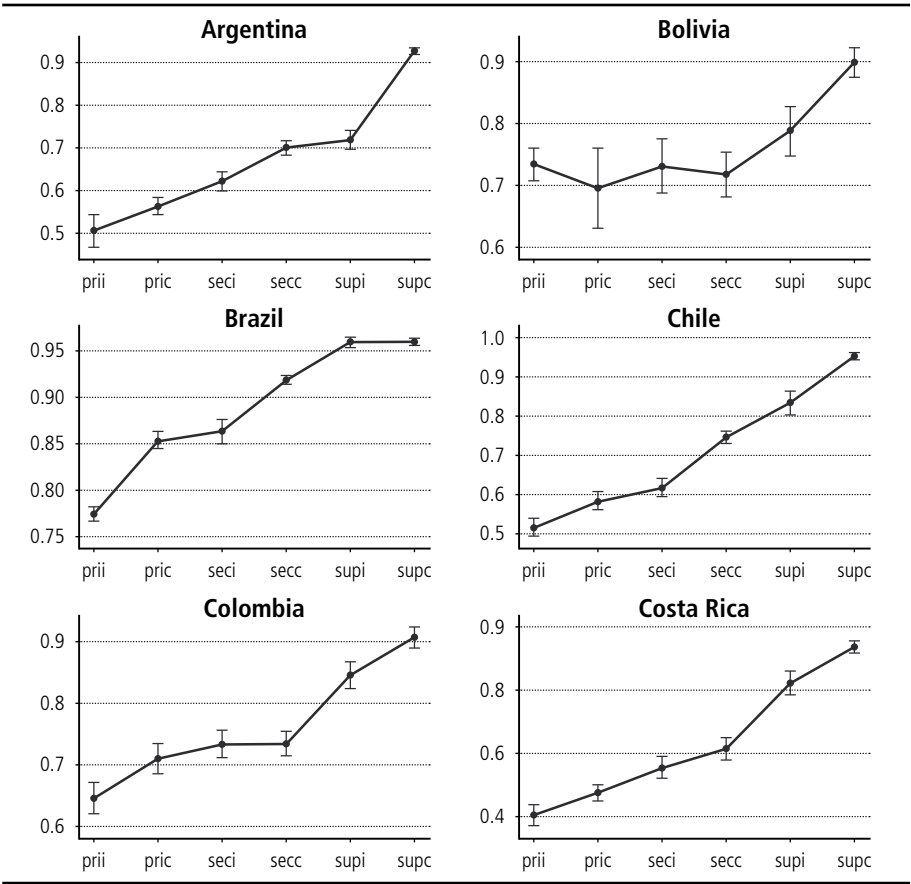 Argentina
0.9
0.8
0.7
0.6
0.5
prii pric seci secc supi supc
Bolivia
0.9
0.8
0.7
0.6
prii pric seci secc supi supc
Brazil
0.95
0.90
0.85
0.80
0.75
prii pric seci secc supi supc
Chile
1.0
0.9
0.8
0.7
0.6
0.5
prii pric seci secc supi supc
Colombia
0.9
0.8
0.7
0.6
prii pric seci secc supi supc
Costa Rica
0.9
0.8
0.6
0.4
prii pric seci secc supi supc